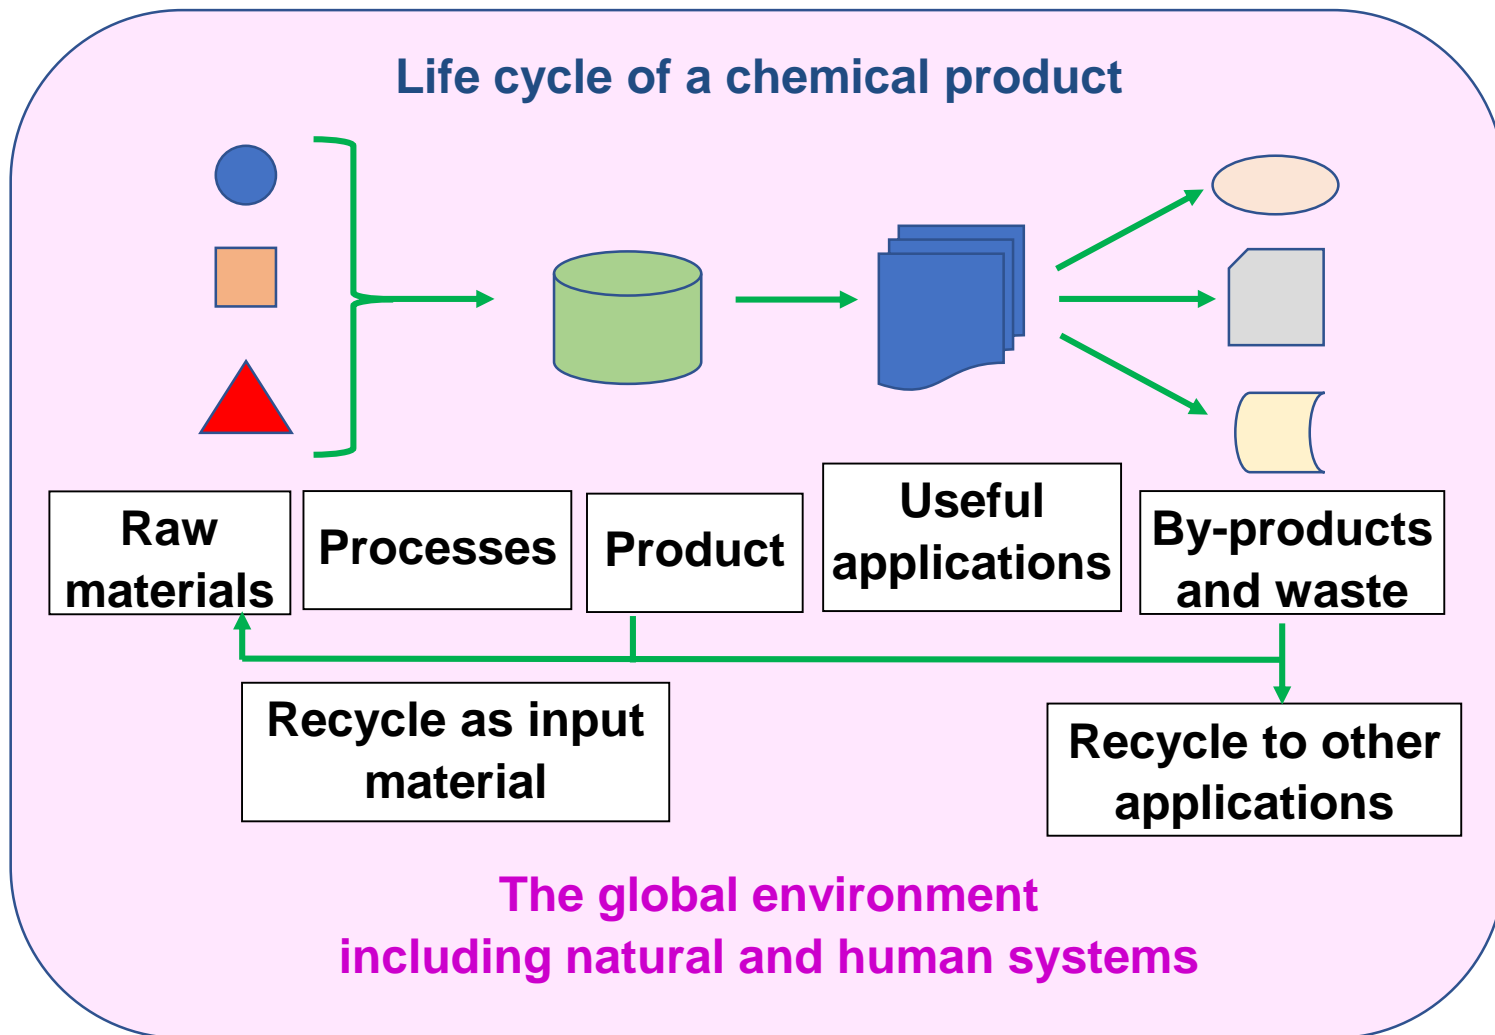 Life cycle of a chemical product
Raw
materials
Processes
Product
Useful
applications
By-products
and waste
Recycle as input
material
Recycle to other
applications
The global environment
including natural and human systems